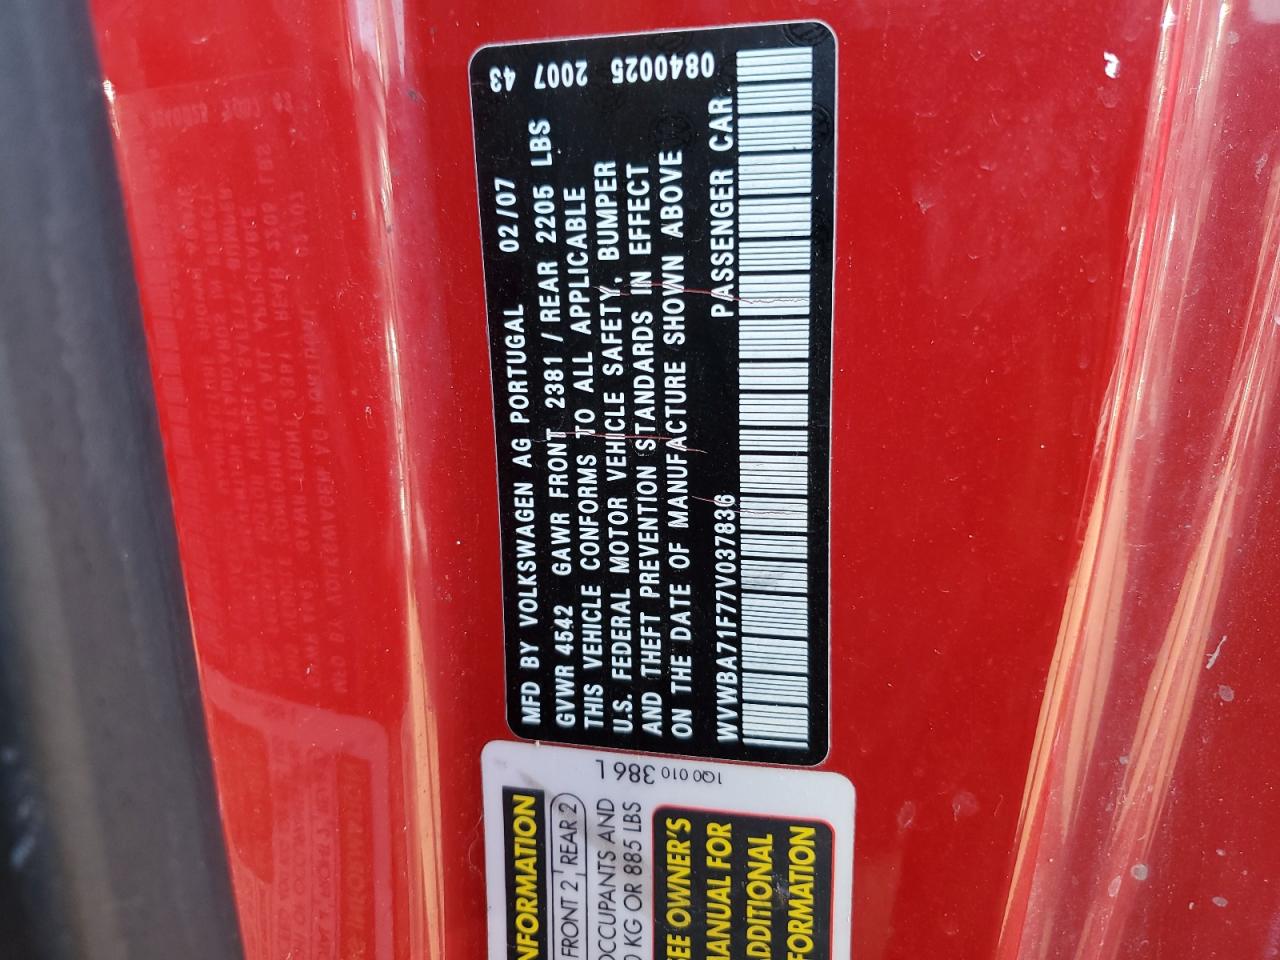 MFD BY VOLKSWAGEN AG PORTUGAL 02/07
GVWR 4542 GAWR FRONT 2381 / REAR 2205 LBS
THIS VEHICLE CONFORMS TO ALL APPLICABLE
U.S. FEDERAL MOTOR VEHICLE SAFETY, BUMPER
AND THEFT PREVENTION STANDARDS IN EFFECT
ON THE DATE OF MANUFACTURE SHOWN ABOVE
WVWBA71F77V037836 PASSENGER CAR
43 2007 0840025
1Q0 010 386 L
NFORMATION
FRONT 2 REAR 2
OCCUPANTS AND
0 KG OR 885 LBS
SEE OWNER'S
MANUAL FOR
ADDITIONAL
FORMATION